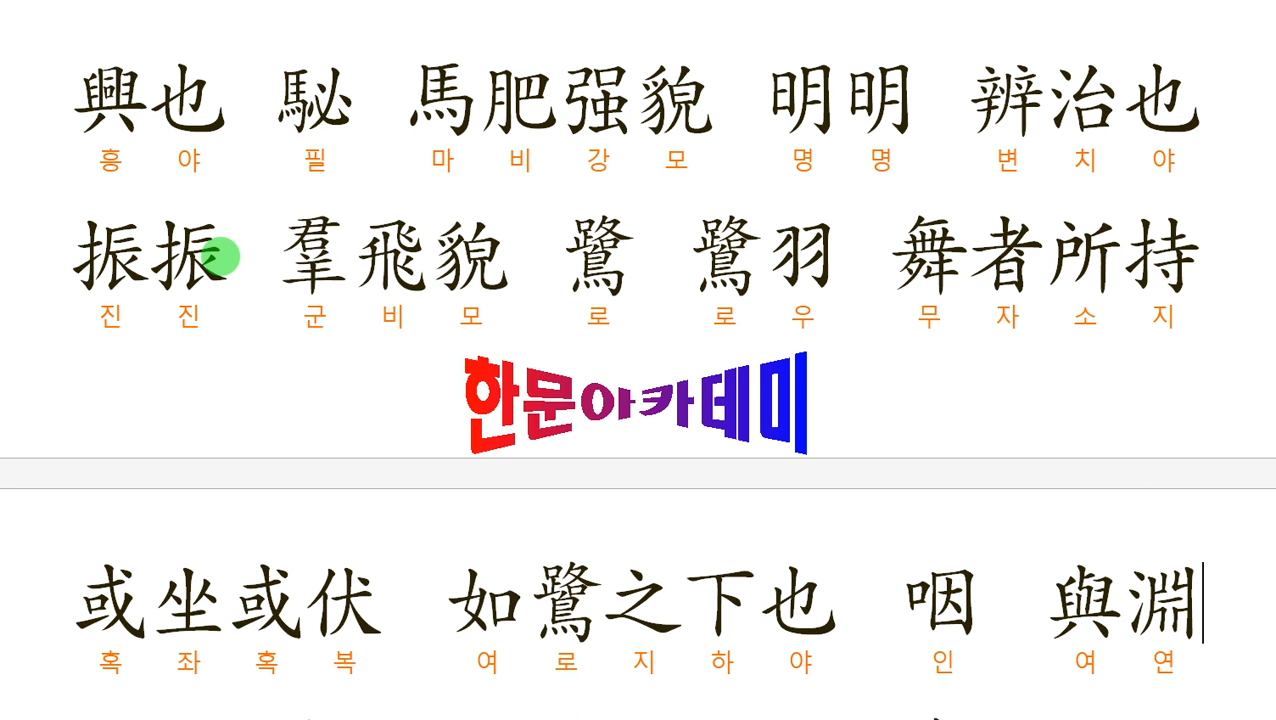 興也 駜 馬肥强貌 明明 辨治也
흥 야 필 마 비 강 모 명 명 변 치 야
振振 羣飛貌 鷺 鷺羽 舞者所持
진 진 군 비 모 로 로 우 무 자 소 지
한문아카데미
或坐或伏 如鷺之下也 咽 與淵
혹 좌 혹 복 여 로 지 하 야 인 여 연